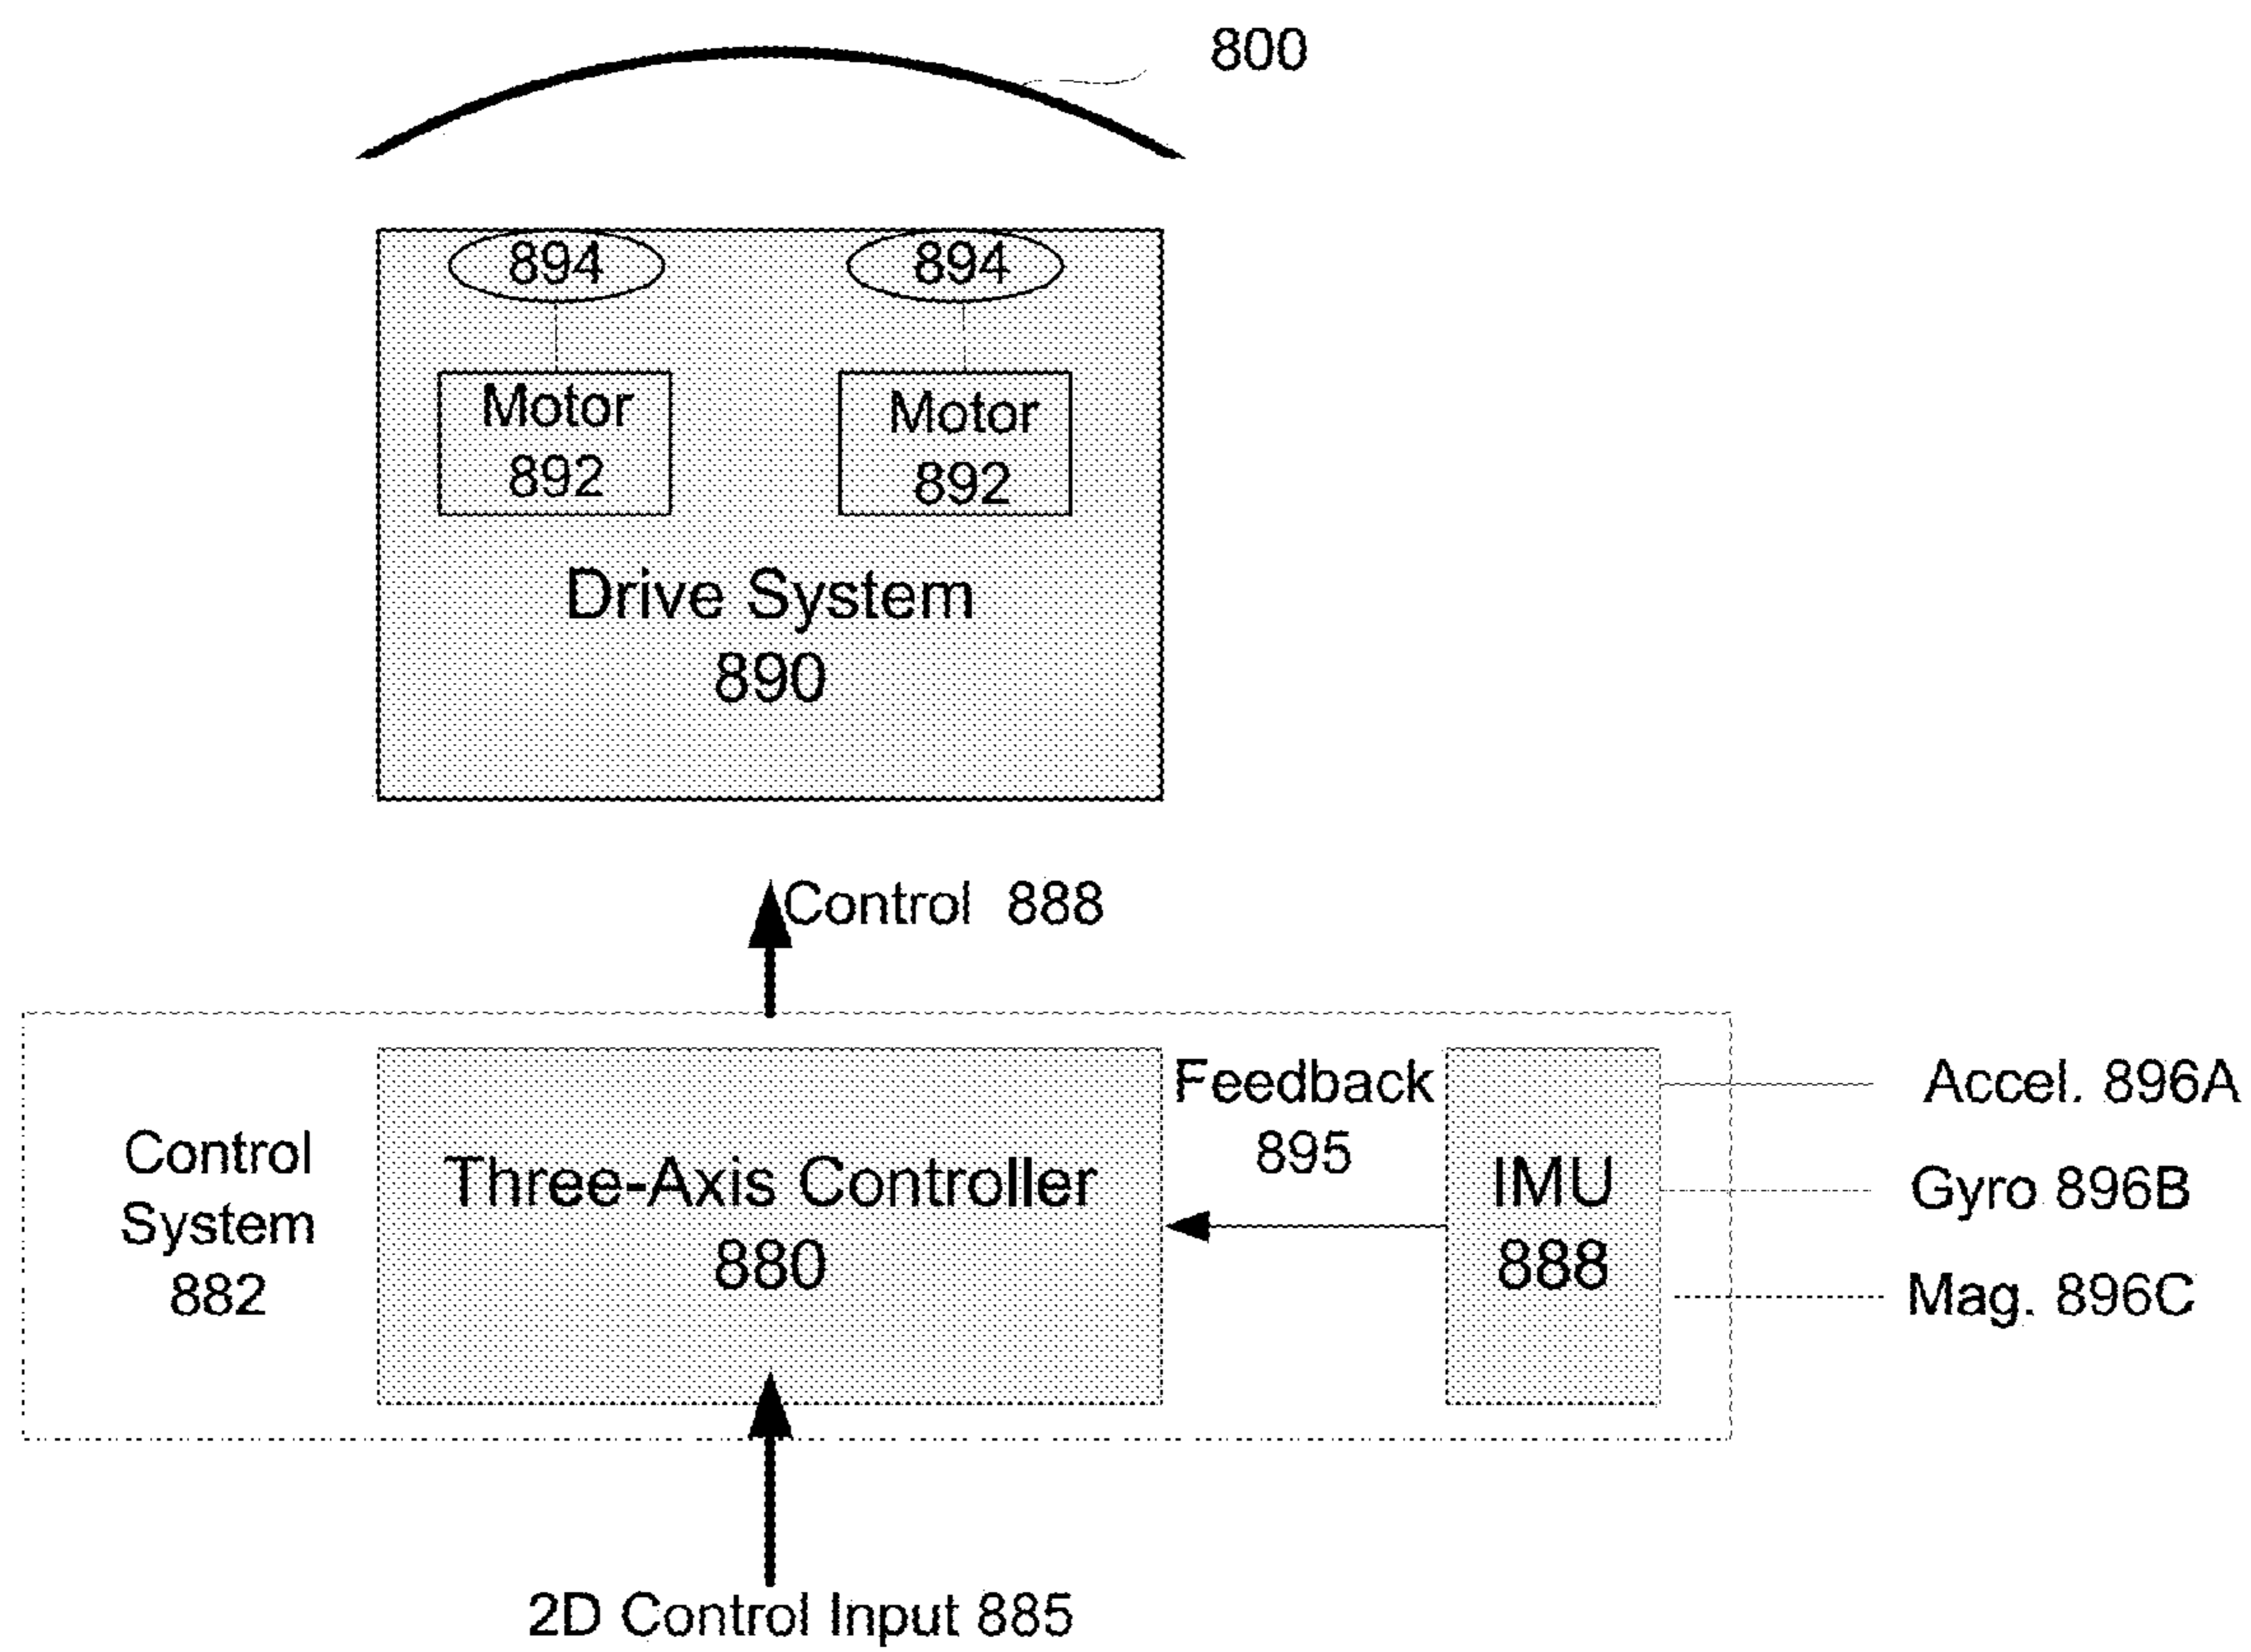 800
894
894
Motor
892
Motor
892
Drive System
890
Control 888
Control
System
882
Three-Axis Controller
880
Feedback
895
IMU
888
Accel. 896A
Gyro 896B
Mag. 896C
2D Control Input 885